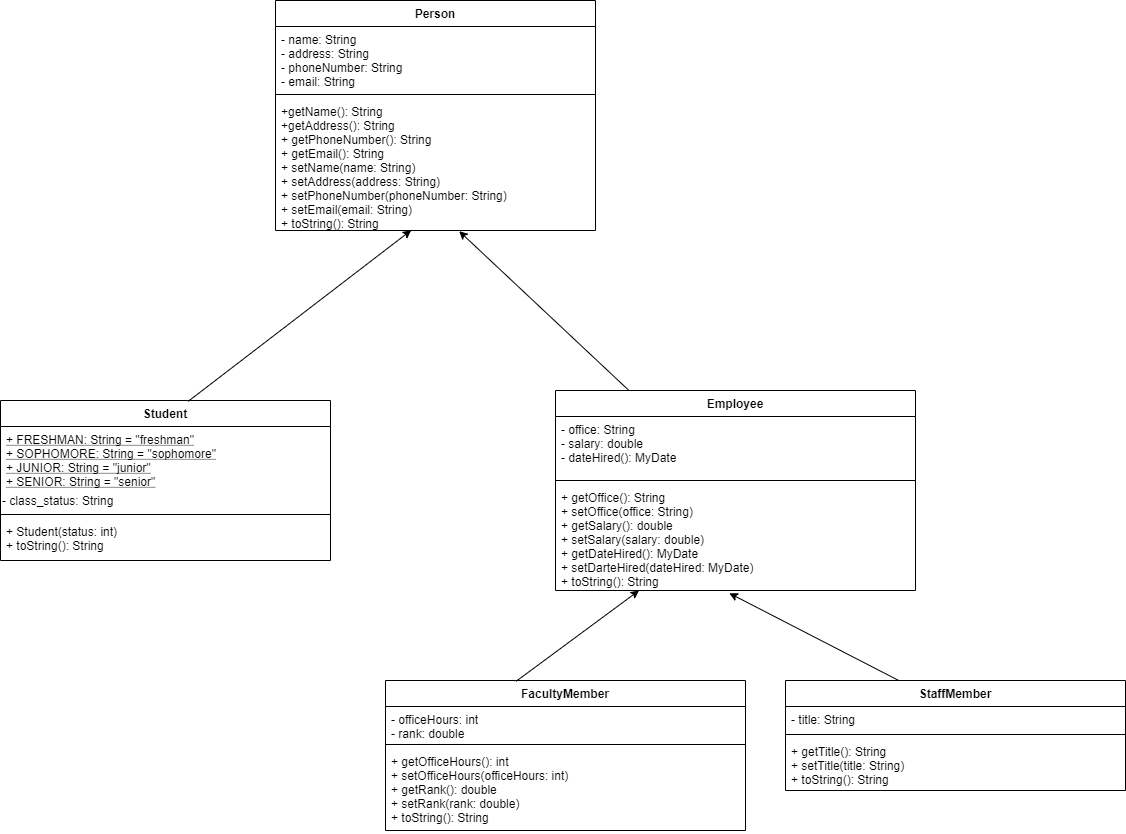 Person
- name: String
- address: String
- phoneNumber: String
- email: String
+getName(): String
+getAddress(): String
+ getPhoneNumber(): String
+ getEmail(): String
+ setName(name: String)
+ setAddress(address: String)
+ setPhoneNumber(phoneNumber: String)
+ setEmail(email: String)
+ toString(): String
Student
+ FRESHMAN: String = "freshman"
+ SOPHOMORE: String = "sophomore"
+ JUNIOR: String = "junior"
+ SENIOR: String = "senior"
- class_status: String
+ Student(status: int)
+ toString(): String
Employee
- office: String
- salary: double
- dateHired(): MyDate
+ getOffice(): String
+ setOffice(office: String)
+ getSalary(): double
+ setSalary(salary: double)
+ getDateHired(): MyDate
+ setDarteHired(dateHired: MyDate)
+ toString(): String
FacultyMember
- officeHours: int
- rank: double
+ getOfficeHours(): int
+ setOfficeHours(officeHours: int)
+ getRank(): double
+ setRank(rank: double)
+ toString(): String
StaffMember
- title: String
+ getTitle(): String
+ setTitle(title: String)
+ toString(): String